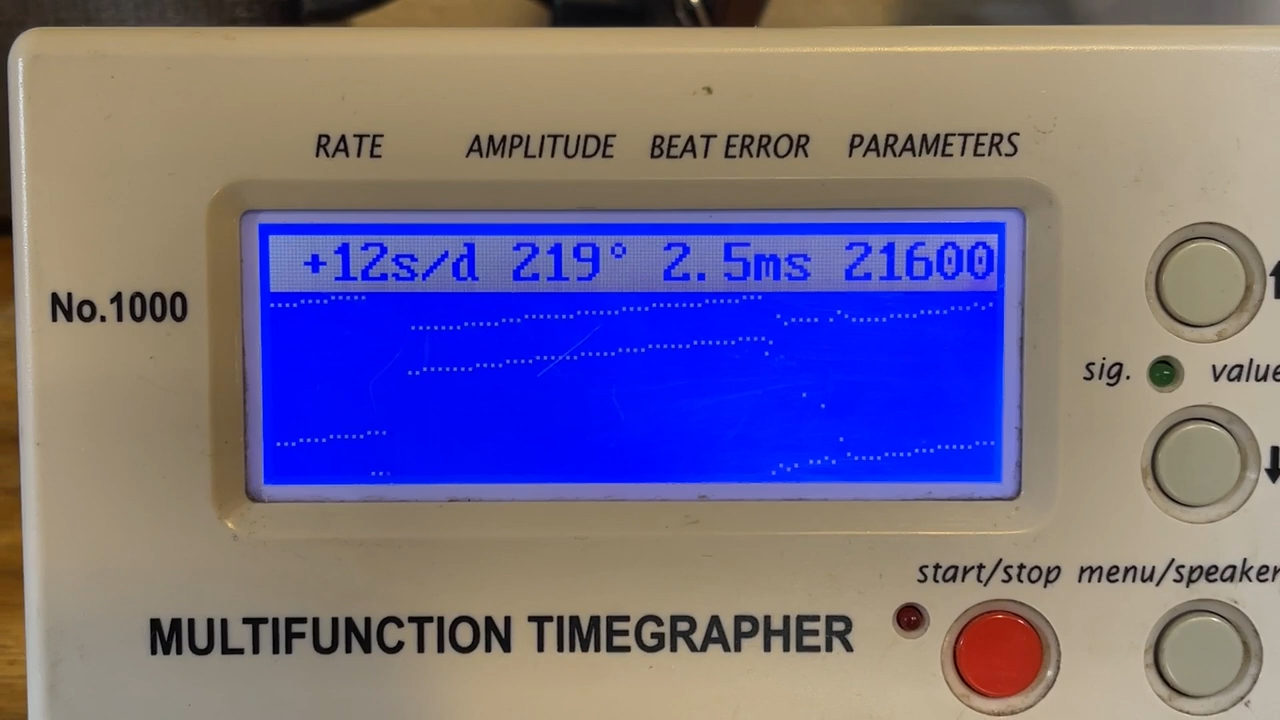 RATE AMPLITUDE BEAT ERROR PARAMETERS
+12s/d 219° 2.5ms 21600
No.1000
sig. value
start/stop menu/speaker
MULTIFUNCTION TIMEGRAPHER